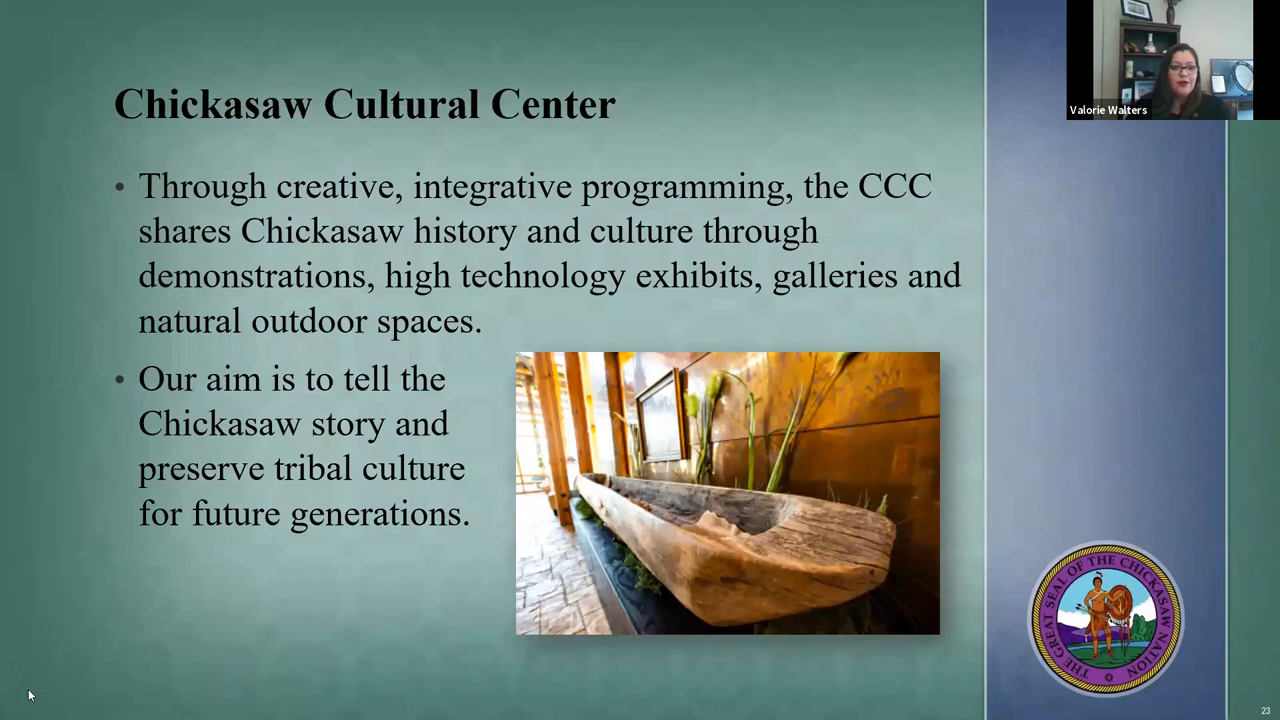 Valorie Walters
Chickasaw Cultural Center
• Through creative, integrative programming, the CCC
shares Chickasaw history and culture through
demonstrations, high technology exhibits, galleries and
natural outdoor spaces.
• Our aim is to tell the
Chickasaw story and
preserve tribal culture
for future generations.
THE GREAT SEAL OF THE CHICKASAW NATION
23